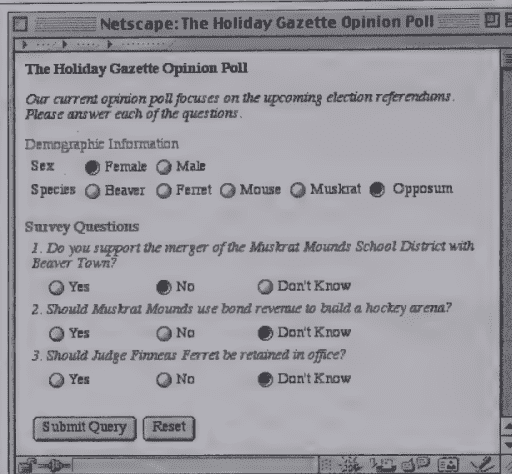 Netscape: The Holiday Gazette Opinion Poll
The Holiday Gazette Opinion Poll
Our current opinion poll focuses on the upcoming election referendums.
Please answer each of the questions.
Demographic Information
Sex Female Male
Species Beaver Ferret Mouse Muskrat Opposum
Survey Questions
1. Do you support the merger of the Muskrat Mounds School District with
Beaver Town?
Yes No Don't Know
2. Should Muskrat Mounds use bond revenue to build a hockey arena?
Yes No Don't Know
3. Should Judge Finneas Ferret be retained in office?
Yes No Don't Know
Submit Query Reset